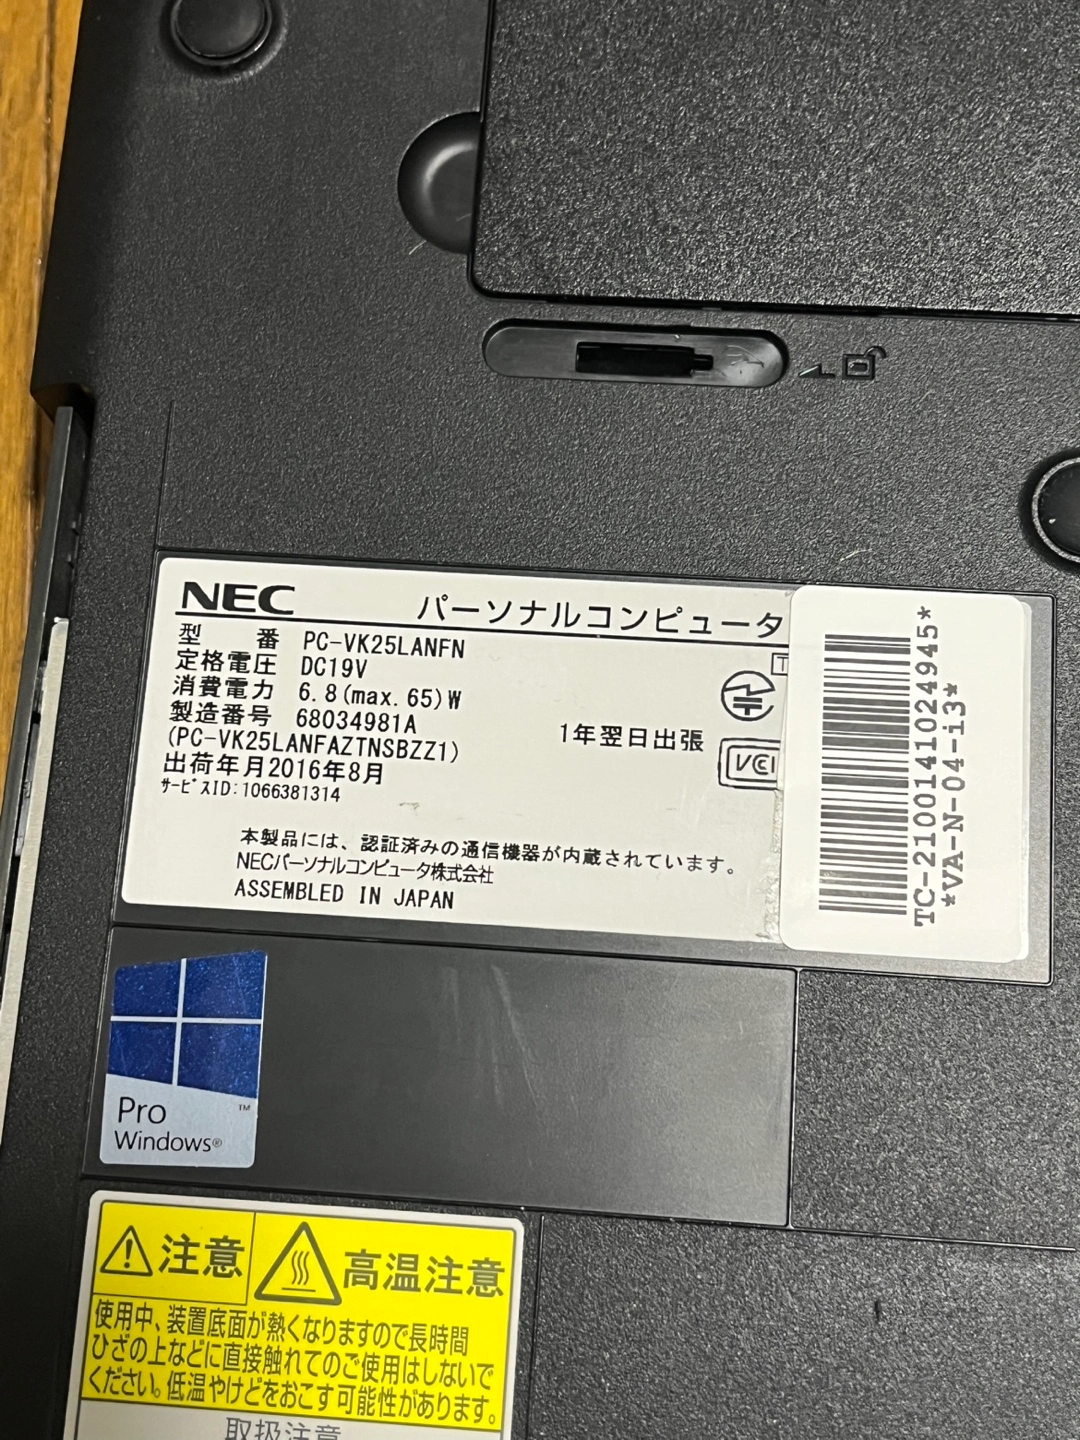 NEC パーソナルコンピュータ
型 番 PC-VK25LANFN
定格電圧 DC19V
消費電力 6.8(max.65)W
製造番号 68034981A
(PC-VK25LANFAZTNSBZZ1)
出荷年月2016年8月
サービスID:1066381314
1年翌日出張
T
VCCI
本製品には、認証済みの通信機器が内蔵されています。
NECパーソナルコンピュータ株式会社
ASSEMBLED IN JAPAN
TC-2100141024945*
*VA-N-04-i3*
Pro ™
Windows®
注意 高温注意
使用中、装置底面が熱くなりますので長時間
ひざの上などに直接触れてのご使用はしないで
ください。低温やけどをおこす可能性があります。
取扱注意